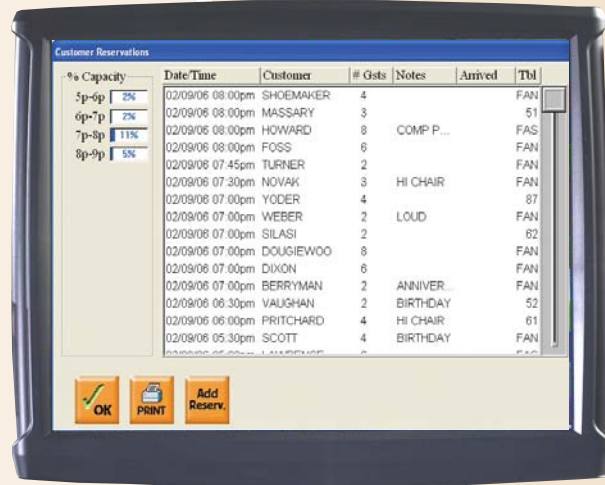 Customer Reservations
% Capacity
5p-6p 2%
6p-7p 2%
7p-8p 11%
8p-9p 5%
Date/Time Customer # Gsts Notes Arrived Tbl
02/09/06 08:00pm SHOEMAKER 4 FAN
02/09/06 08:00pm MASSARY 3 51
02/09/06 08:00pm HOWARD 8 COMP P... FAS
02/09/06 08:00pm FOSS 6 FAN
02/09/06 07:45pm TURNER 2 FAN
02/09/06 07:30pm NOVAK 3 HI CHAIR FAN
02/09/06 07:00pm YODER 4 87
02/09/06 07:00pm WEBER 2 LOUD FAN
02/09/06 07:00pm SILASI 2 62
02/09/06 07:00pm DOUGIEWOO 8 FAN
02/09/06 07:00pm DIXON 6 FAN
02/09/06 07:00pm BERRYMAN 2 ANNIVER... FAN
02/09/06 06:30pm VAUGHAN 2 BIRTHDAY 52
02/09/06 06:00pm PRITCHARD 4 HI CHAIR 61
02/09/06 05:30pm SCOTT 4 BIRTHDAY FAN
OK
PRINT
Add
Reserv.